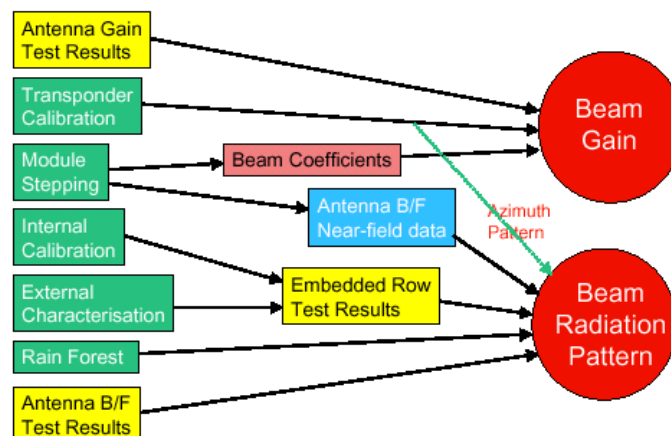 Antenna Gain
Test Results
Transponder
Calibration
Beam
Gain
Module
Stepping
Beam Coefficients
Antenna B/F
Near-field data
Azimuth
Pattern
Internal
Calibration
External
Characterisation
Embedded Row
Test Results
Beam
Radiation
Pattern
Rain Forest
Antenna B/F
Test Results